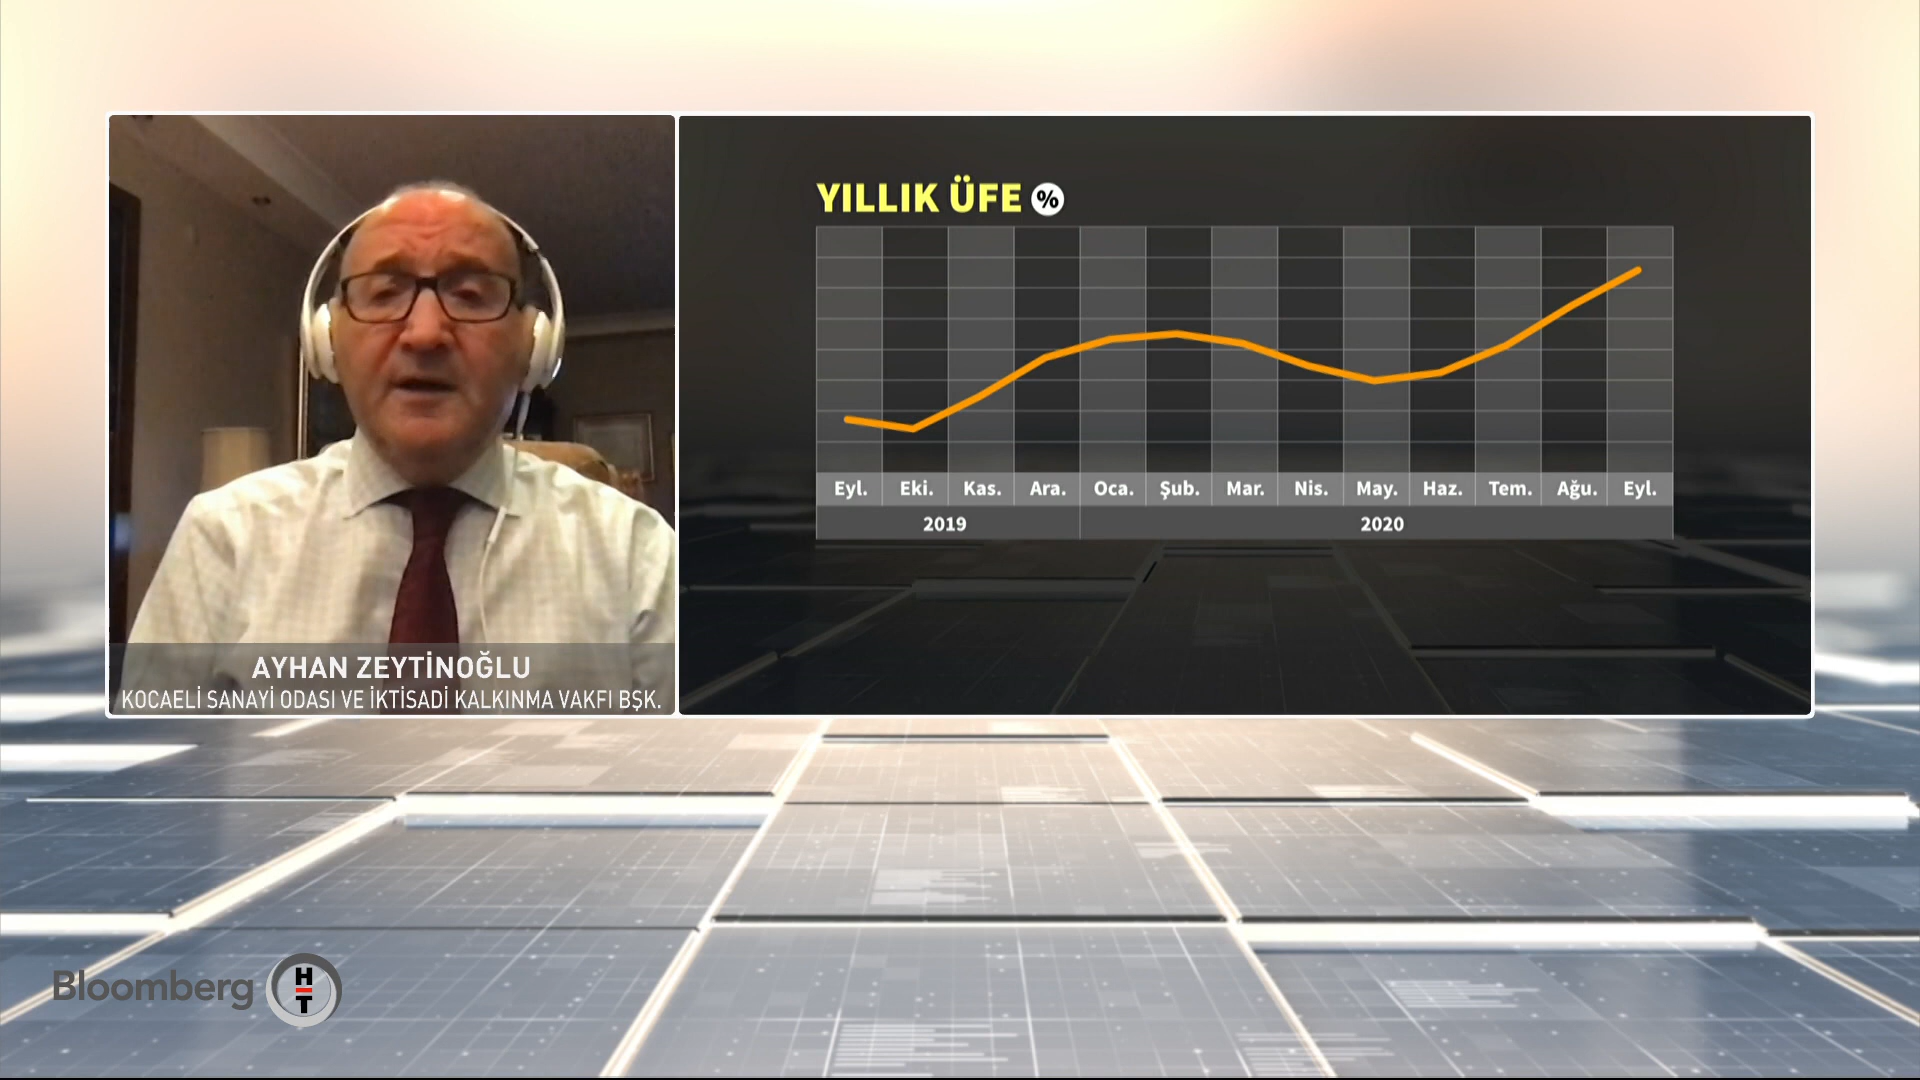 YILLIK ÜFE %
Eyl. Eki. Kas. Ara. Oca. Şub. Mar. Nis. May. Haz. Tem. Ağu. Eyl.
2019 2020
AYHAN ZEYTİNOĞLU
KOCAELİ SANAYİ ODASI VE İKTİSADİ KALKINMA VAKFI BŞK.
Bloomberg HT